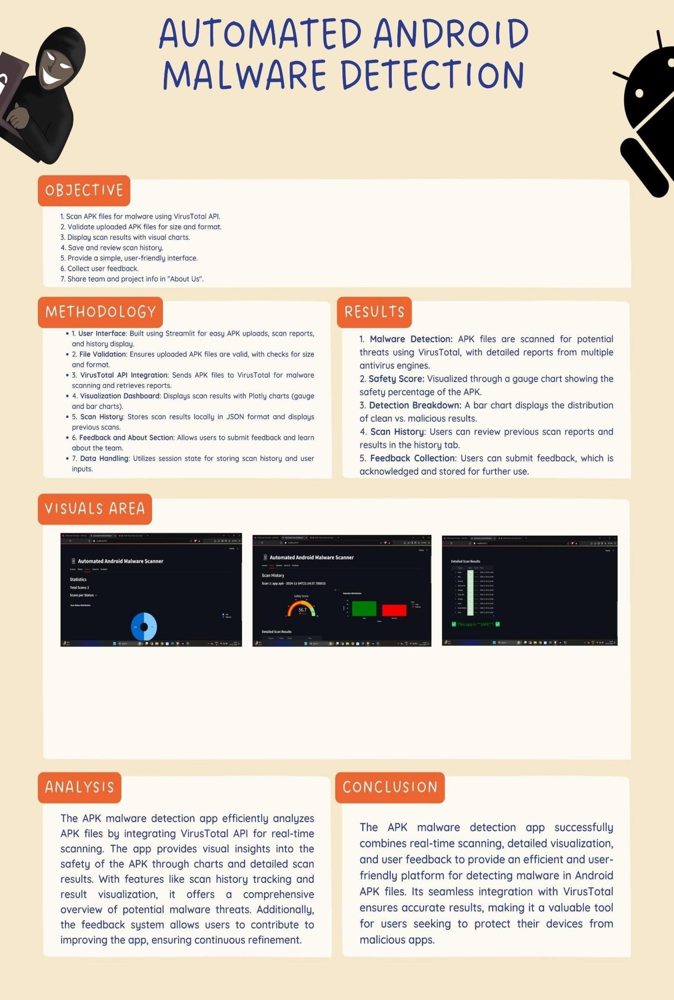 AUTOMATED ANDROID
MALWARE DETECTION
OBJECTIVE
1. Scan APK files for malware using VirusTotal API.
2. Validate uploaded APK files for size and format.
3. Display scan results with visual charts.
4. Save and review scan history.
5. Provide a simple, user-friendly interface.
6. Collect user feedback.
7. Share team and project info in "About Us".
METHODOLOGY
• 1. User Interface: Built using Streamlit for easy APK uploads, scan reports,
and history display.
• 2. File Validation: Ensures uploaded APK files are valid, with checks for size
and format.
• 3. VirusTotal API Integration: Sends APK files to VirusTotal for malware
scanning and retrieves reports.
• 4. Visualization Dashboard: Displays scan results with Plotly charts (gauge
and bar charts).
• 5. Scan History: Stores scan results locally in JSON format and displays
previous scans.
• 6. Feedback and About Section: Allows users to submit feedback and learn
about the team.
• 7. Data Handling: Utilizes session state for storing scan history and user
inputs.
RESULTS
1. Malware Detection: APK files are scanned for potential
threats using VirusTotal, with detailed reports from multiple
antivirus engines.
2. Safety Score: Visualized through a gauge chart showing the
safety percentage of the APK.
3. Detection Breakdown: A bar chart displays the distribution
of clean vs. malicious results.
4. Scan History: Users can review previous scan reports and
results in the history tab.
5. Feedback Collection: Users can submit feedback, which is
acknowledged and stored for further use.
VISUALS AREA
Automated Android Malware Scanner
Scanner History Statistics About Us Feedback
Statistics
Total Scans: 2
Scans per Status:
Scan Status Distribution
Automated Android Malware Scanner
Scanner History Statistics About Us Feedback
Scan History
Scan 1: app.apk - 2024-11-04T21:14:37.785015
Safety Score
56.7
Detection Distribution
Detailed Scan Results
Detailed Scan Results
This app is **SAFE**!
ANALYSIS
The APK malware detection app efficiently analyzes
APK files by integrating VirusTotal API for real-time
scanning. The app provides visual insights into the
safety of the APK through charts and detailed scan
results. With features like scan history tracking and
result visualization, it offers a comprehensive
overview of potential malware threats. Additionally,
the feedback system allows users to contribute to
improving the app, ensuring continuous refinement.
CONCLUSION
The APK malware detection app successfully
combines real-time scanning, detailed visualization,
and user feedback to provide an efficient and user-
friendly platform for detecting malware in Android
APK files. Its seamless integration with VirusTotal
ensures accurate results, making it a valuable tool
for users seeking to protect their devices from
malicious apps.